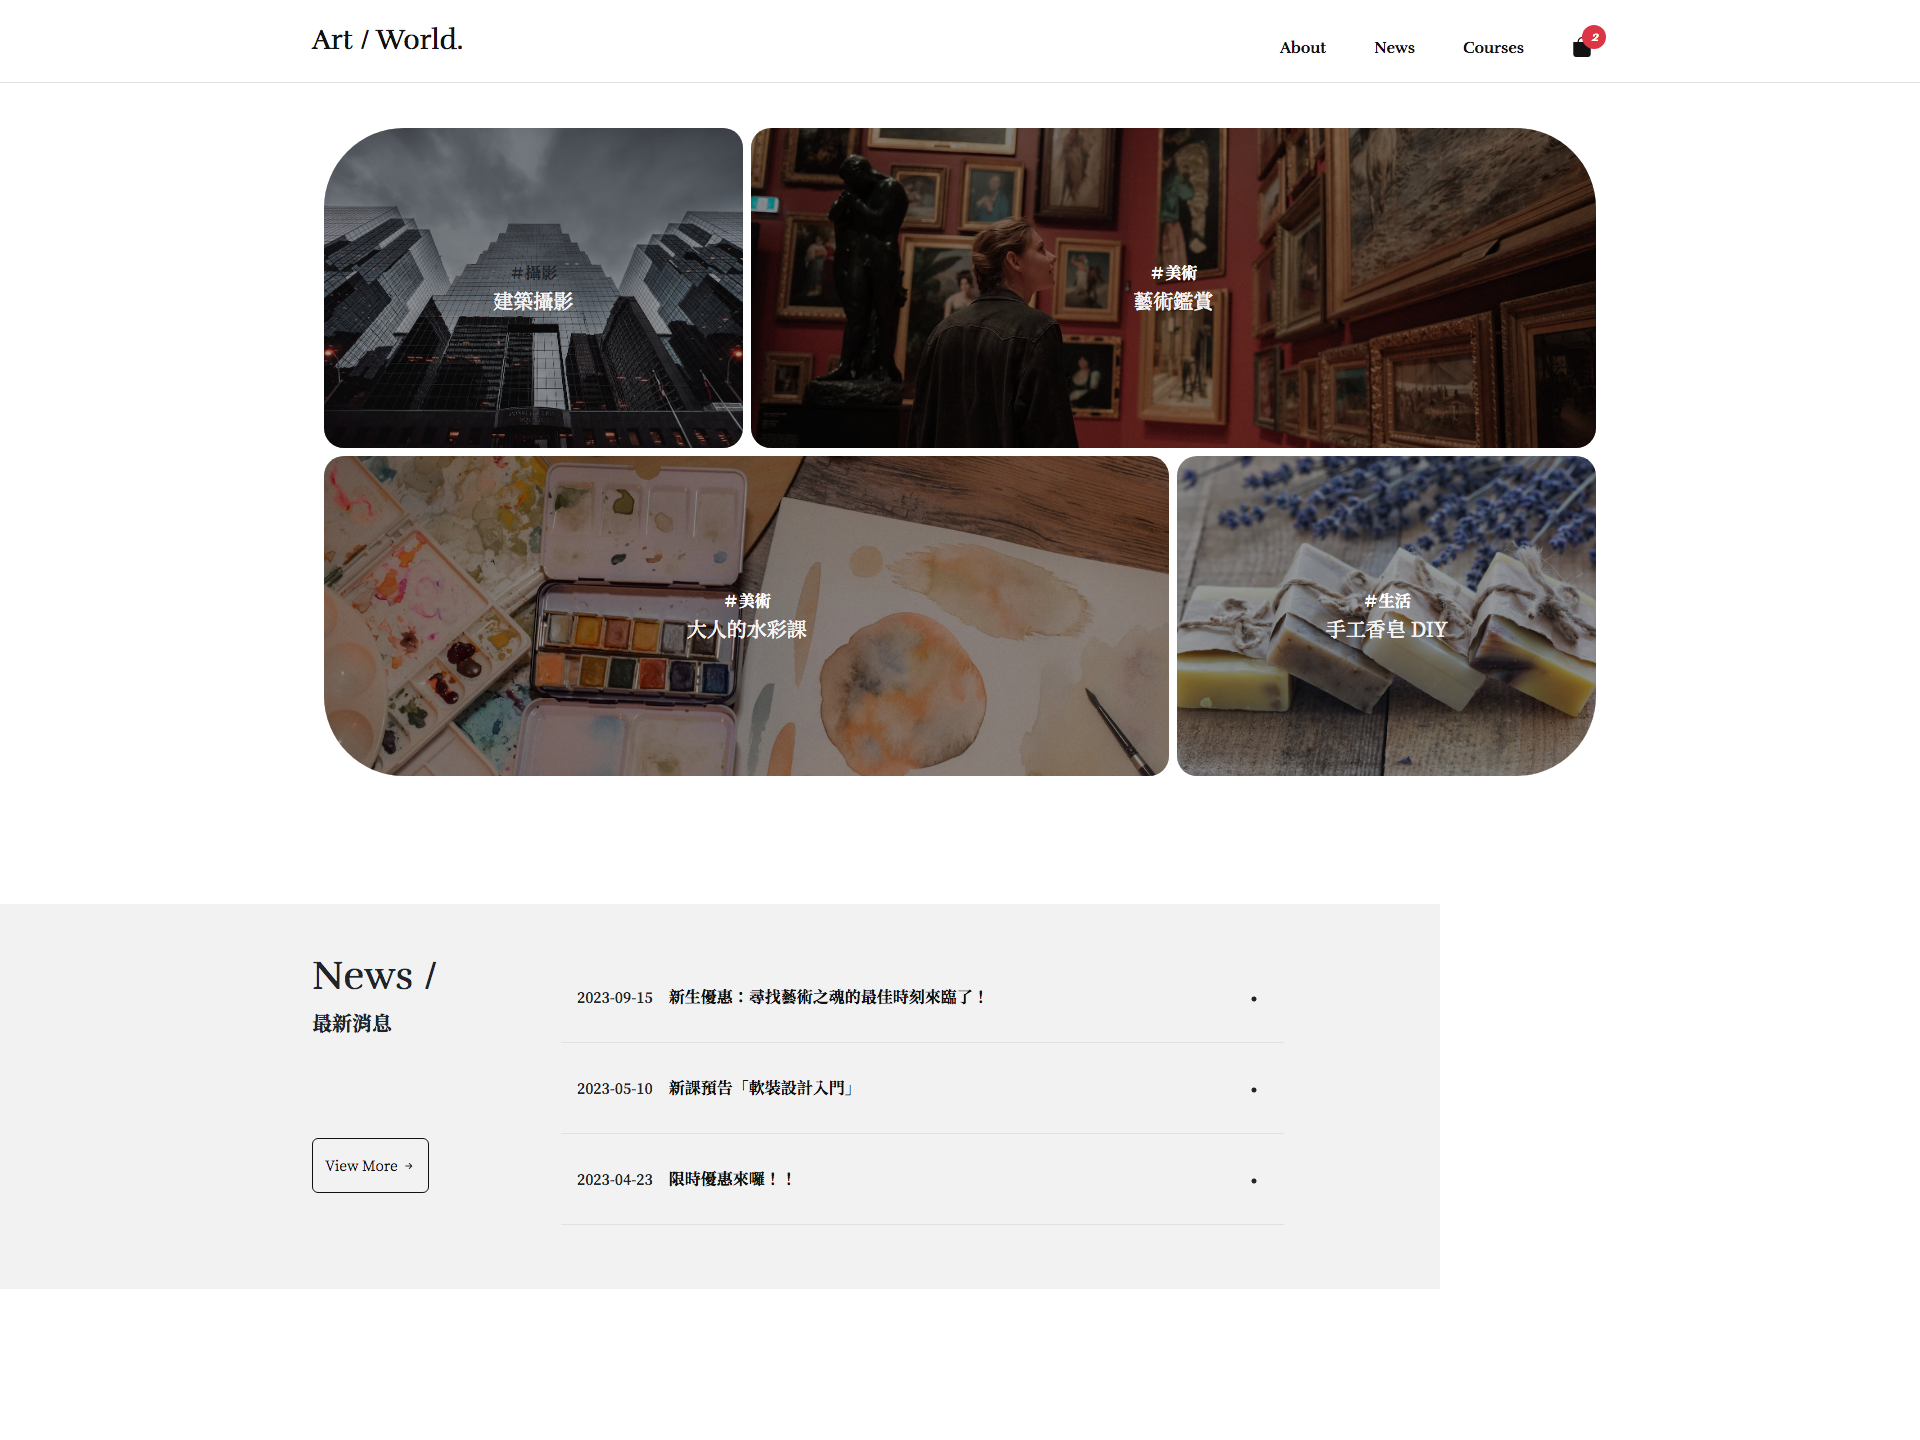 Art / World.
About
News
Courses
2
#攝影
建築攝影
#美術
藝術鑑賞
#美術
大人的水彩課
#生活
手工香皂 DIY
News /
最新消息
2023-09-15 新生優惠：尋找藝術之魂的最佳時刻來臨了！
2023-05-10 新課預告「軟裝設計入門」
2023-04-23 限時優惠來囉！！
View More →